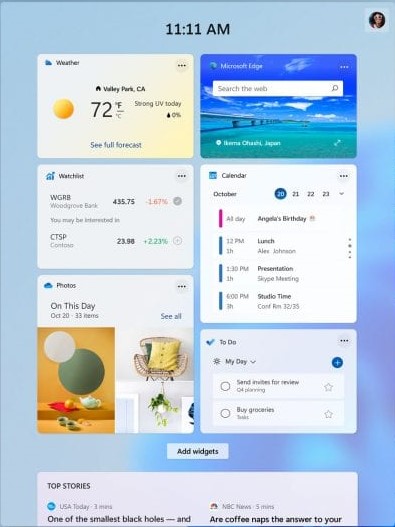 11:11 AM
Weather
Valley Park, CA
72 °F
°C
Strong UV today
0%
See full forecast
Microsoft Edge
Search the web
Ikema Ohashi, Japan
Watchlist
WGRB
Woodgrove Bank
435.75
-1.67%
You may be interested in
CTSP
Contoso
23.98
+2.23%
Calendar
October
20 21 22 23
All day Angela's Birthday
12 PM Lunch
1h Alex Johnson
1:30 PM Presentation
1h Skype Meeting
6:00 PM Studio Time
3h Conf Rm 32/35
Photos
On This Day
Oct 20 · 33 items
See all
To Do
My Day
Send invites for review
Q4 planning
Buy groceries
Tasks
Add widgets
TOP STORIES
USA Today · 3 mins
One of the smallest black holes — and
NBC News · 5 mins
Are coffee naps the answer to your